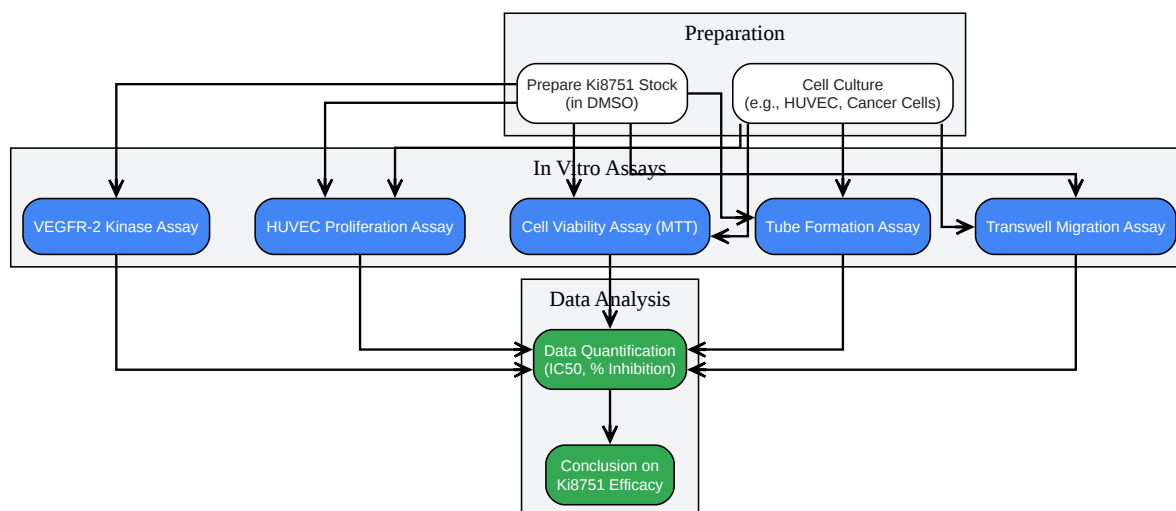 Preparation
Prepare Ki8751 Stock
(in DMSO)
Cell Culture
(e.g., HUVEC, Cancer Cells)
In Vitro Assays
VEGFR-2 Kinase Assay
HUVEC Proliferation Assay
Cell Viability Assay (MTT)
Tube Formation Assay
Transwell Migration Assay
Data Analysis
Data Quantification
(IC50, % Inhibition)
Conclusion on
Ki8751 Efficacy